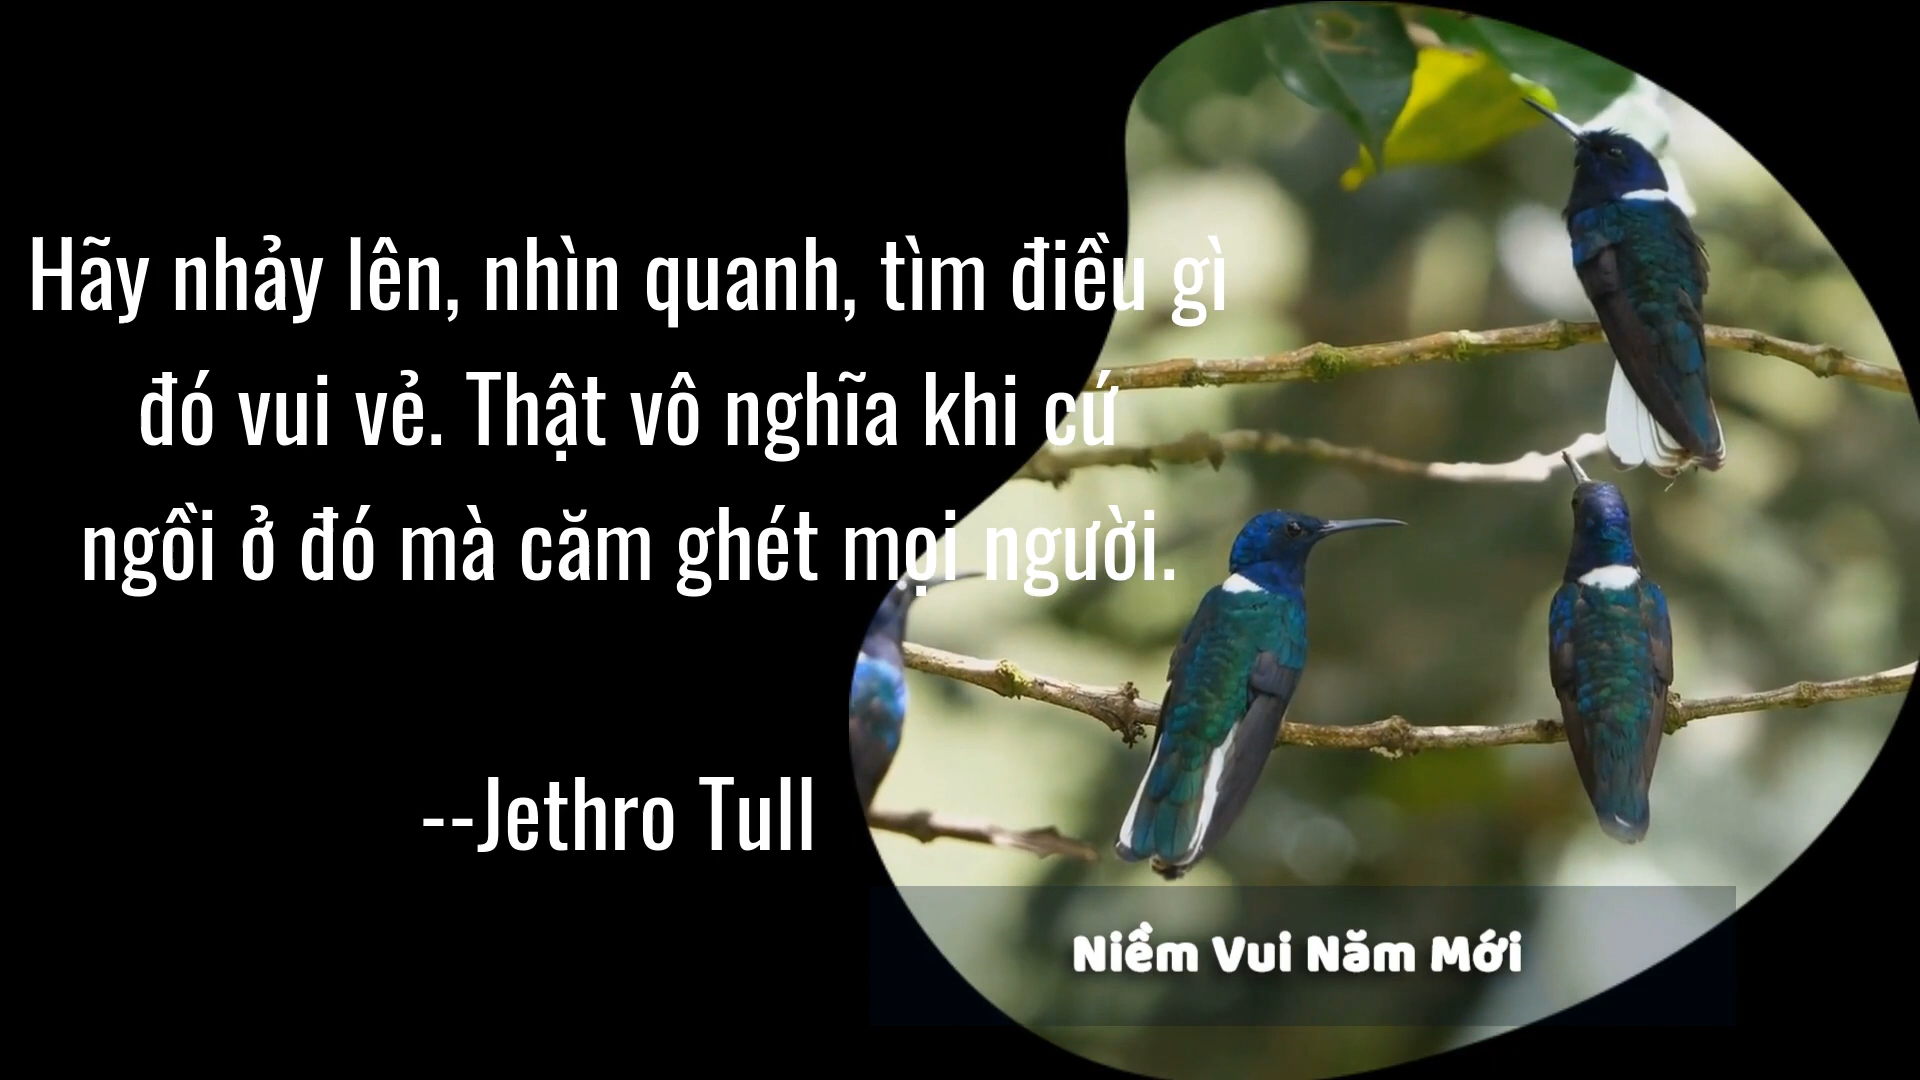 Hãy nhảy lên, nhìn quanh, tìm điều gì
đó vui vẻ. Thật vô nghĩa khi cứ
ngồi ở đó mà căm ghét mọi người.
--Jethro Tull
Niềm Vui Năm Mới